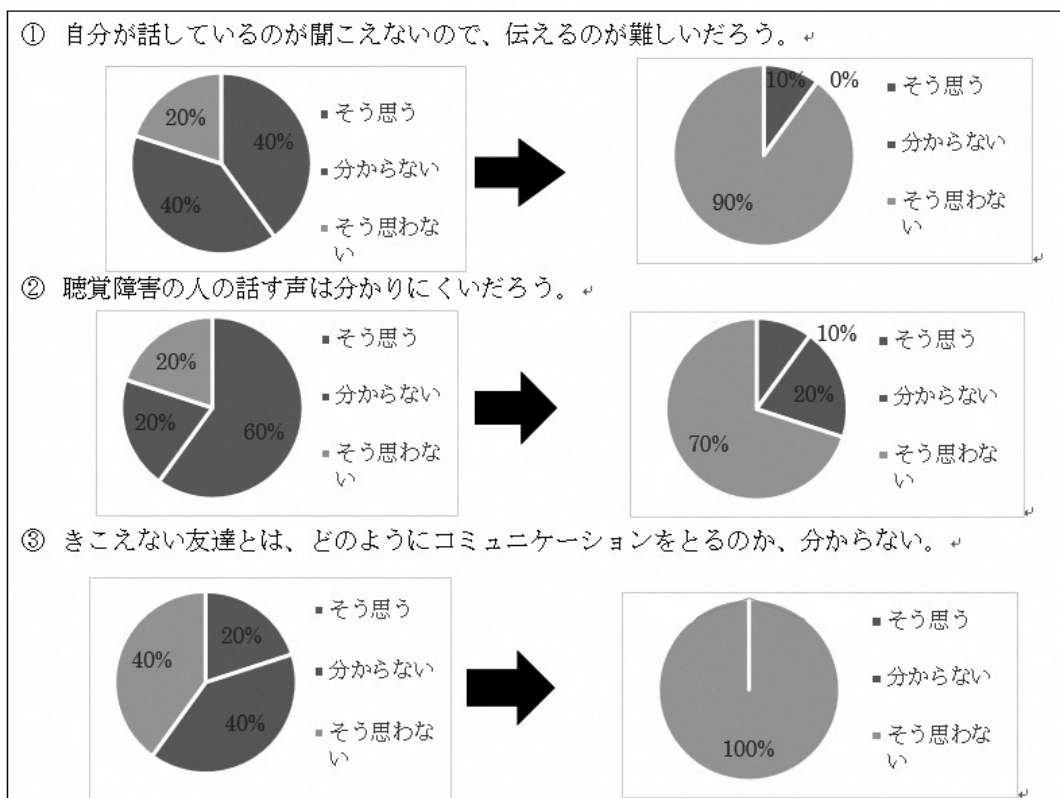 ① 自分が話しているのが聞こえないので、伝えるのが難しいだろう。
20%
40%
40%
■ そう思う
■ 分からない
■ そう思わない
10%
0%
90%
■ そう思う
■ 分からない
■ そう思わない
② 聴覚障害の人の話す声は分かりにくいだろう。
20%
20%
60%
■ そう思う
■ 分からない
■ そう思わない
10%
20%
70%
■ そう思う
■ 分からない
■ そう思わない
③ きこえない友達とは、どのようにコミュニケーションをとるのか、分からない。
40%
20%
40%
■ そう思う
■ 分からない
■ そう思わない
100%
■ そう思う
■ 分からない
■ そう思わない